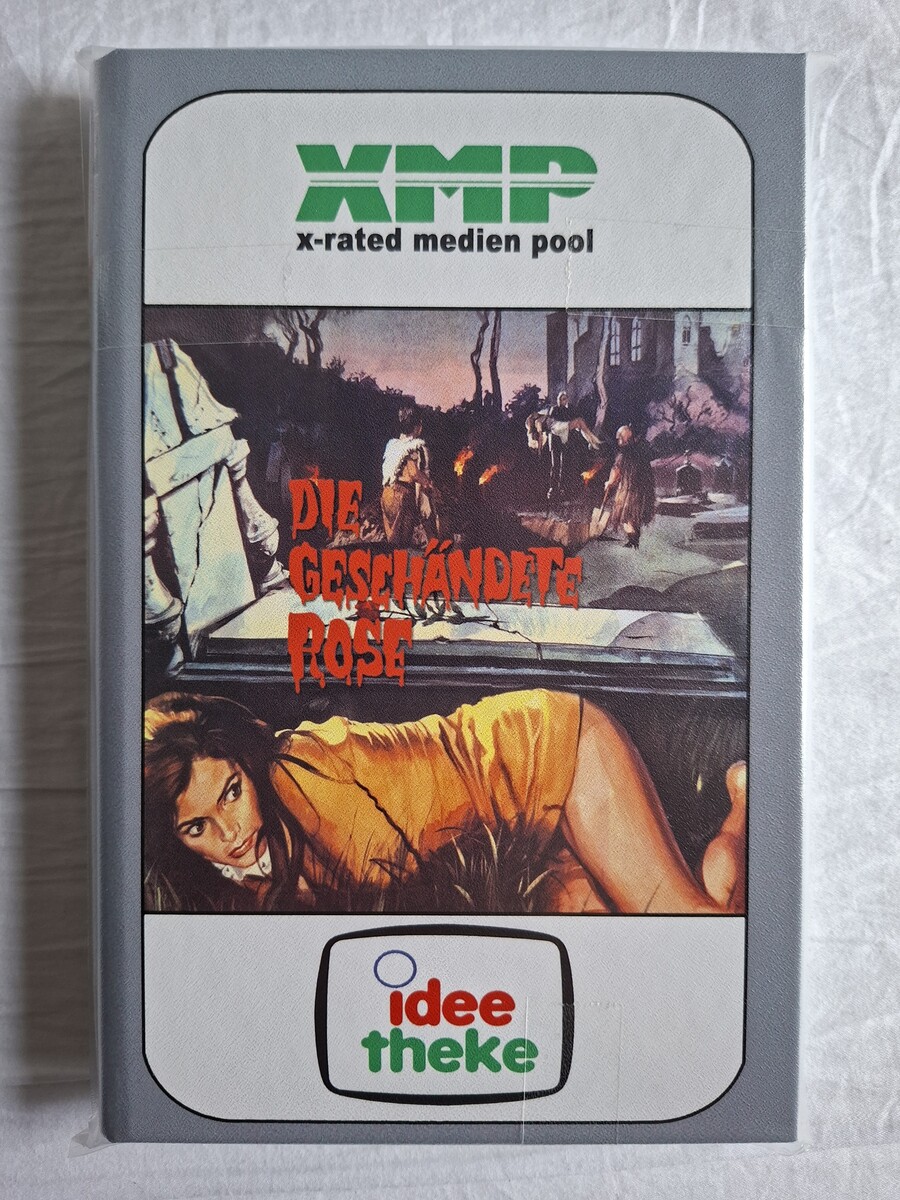 XMP
x-rated medien pool
DIE
GESCHÄNDETE
ROSE
idee
theke